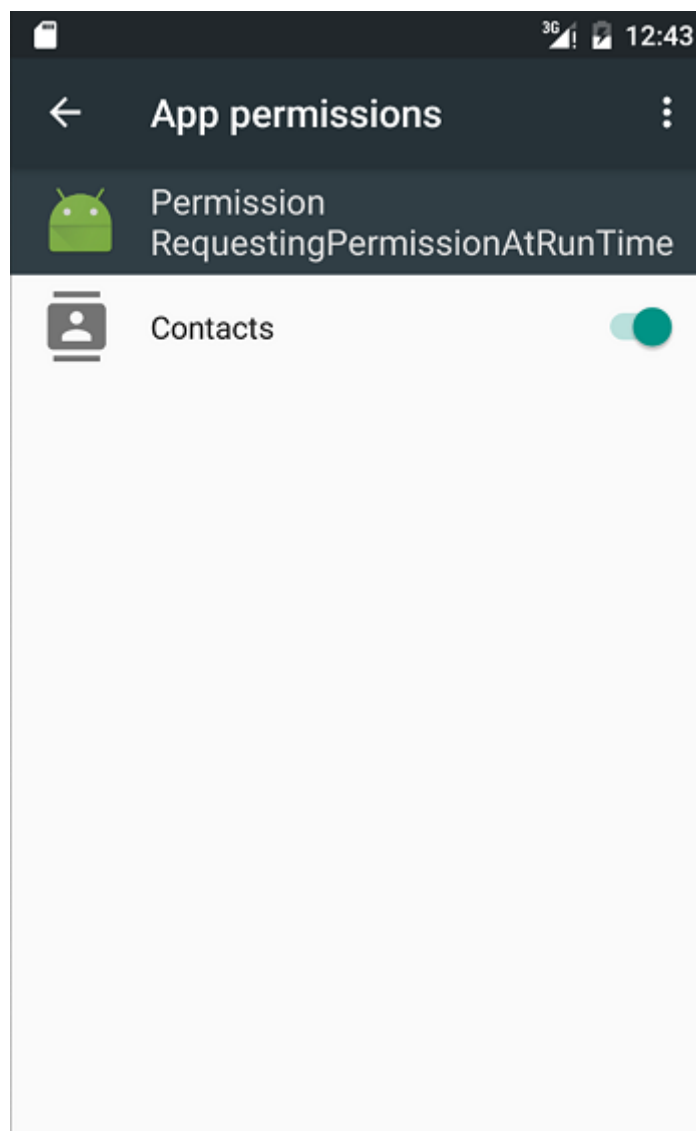 3G 12:43
App permissions
Permission
RequestingPermissionAtRunTime
Contacts